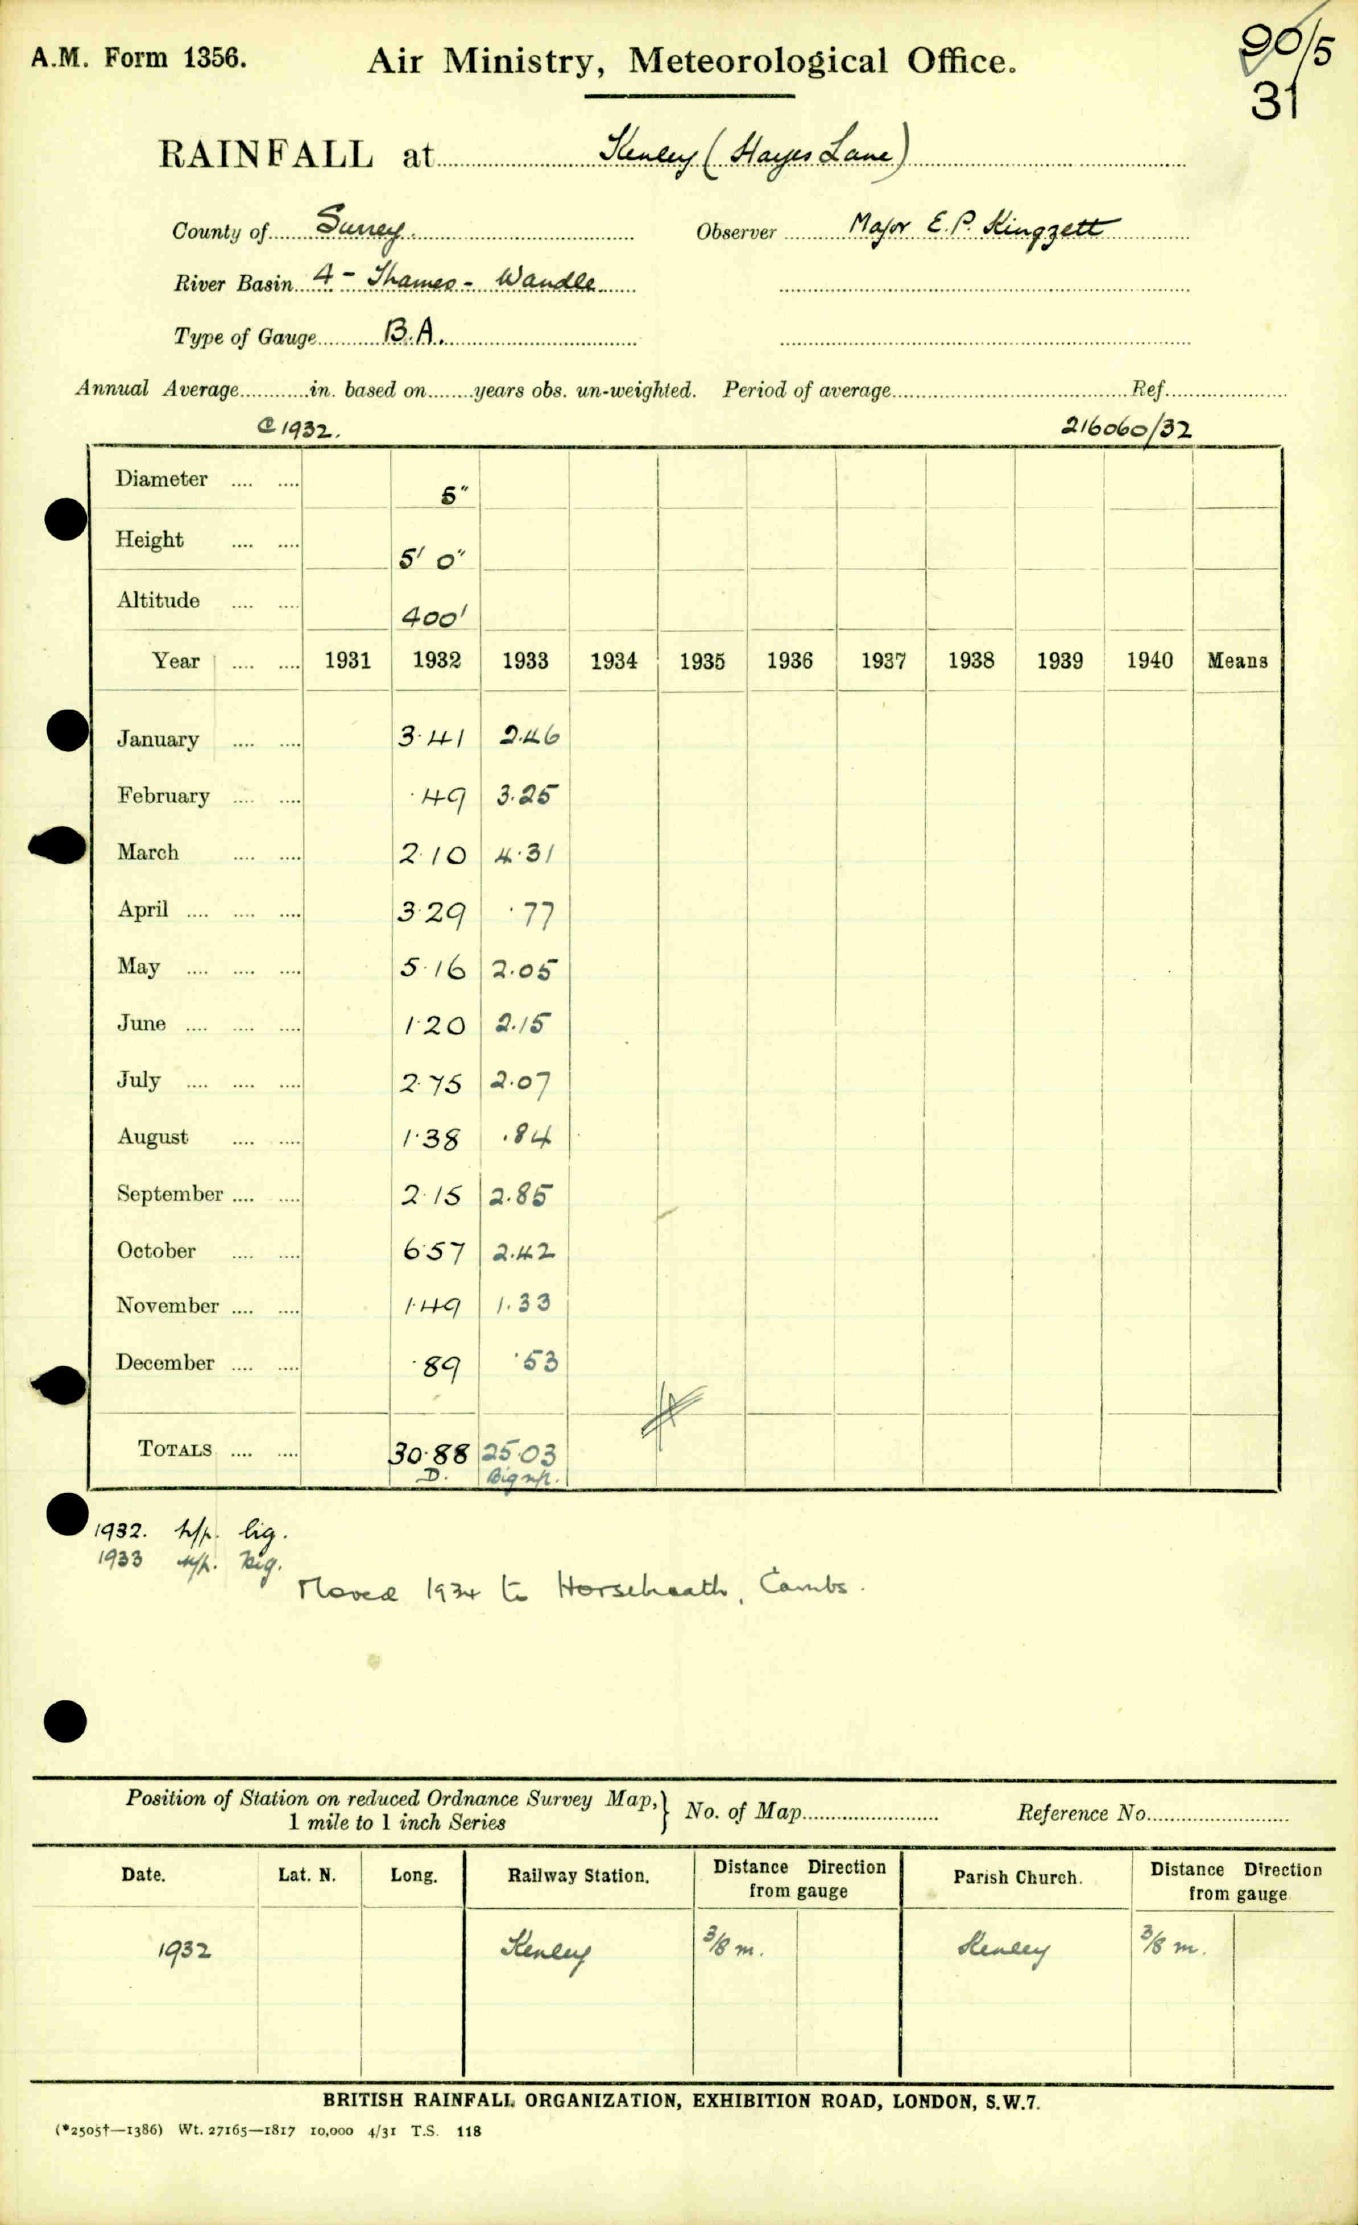 A.M. Form 1356.
Air Ministry, Meteorological Office.
90/5
31
RAINFALL at Kenley (Hayes Lane)
County of Surrey. Observer Major E.P. Kingzett
River Basin 4 - Thames - Wandle
Type of Gauge B.A.
Annual Average in. based on years obs. un-weighted. Period of average Ref.
@ 1932. 216060/32
Diameter 5"
Height 5' 0"
Altitude 400'
Year 1931 1932 1933 1934 1935 1936 1937 1938 1939 1940 Means
January 3.41 2.46
February .49 3.25
March 2.10 4.31
April 3.29 .77
May 5.16 2.05
June 1.20 2.15
July 2.75 2.07
August 1.38 .84
September 2.15 2.85
October 6.57 2.42
November 1.49 1.33
December .89 .53
TOTALS 30.88 25.03
D. Big
1932. big.
1933 Big.
Moved 1934 to Horseheath, Cambs.
Position of Station on reduced Ordnance Survey Map, } No. of Map Reference No.
1 mile to 1 inch Series
Date. Lat. N. Long. Railway Station. Distance Direction from gauge Parish Church. Distance Direction from gauge
1932 Kenley 3/8 m. Kenley 3/8 m.
BRITISH RAINFALL ORGANIZATION, EXHIBITION ROAD, LONDON, S.W.7.
(*2505†—1386) Wt. 27165—1817 10,000 4/31 T.S. 118